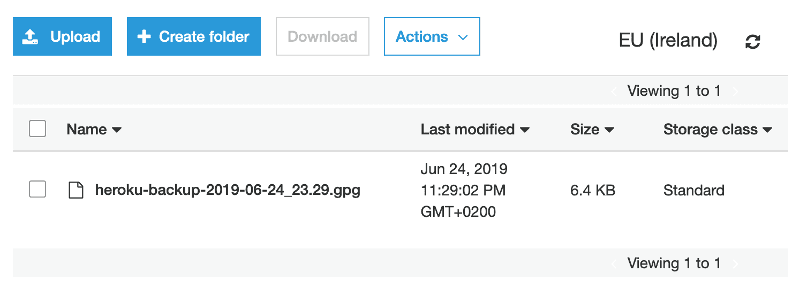 Upload Create folder Download Actions EU (Ireland)
Viewing 1 to 1
Name Last modified Size Storage class
heroku-backup-2019-06-24_23.29.gpg Jun 24, 2019 11:29:02 PM GMT+0200 6.4 KB Standard
Viewing 1 to 1